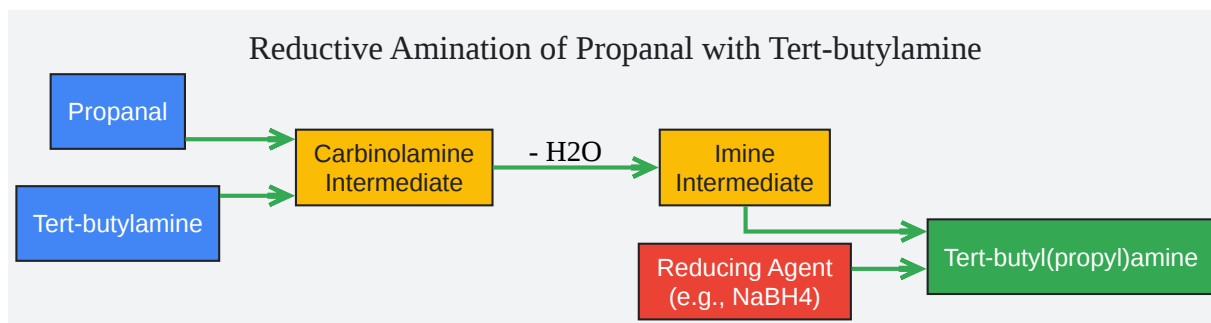 Reductive Amination of Propanal with Tert-butylamine
Propanal
Tert-butylamine
Carbinolamine
Intermediate
- H2O
Imine
Intermediate
Reducing Agent
(e.g., NaBH4)
Tert-butyl(propyl)amine